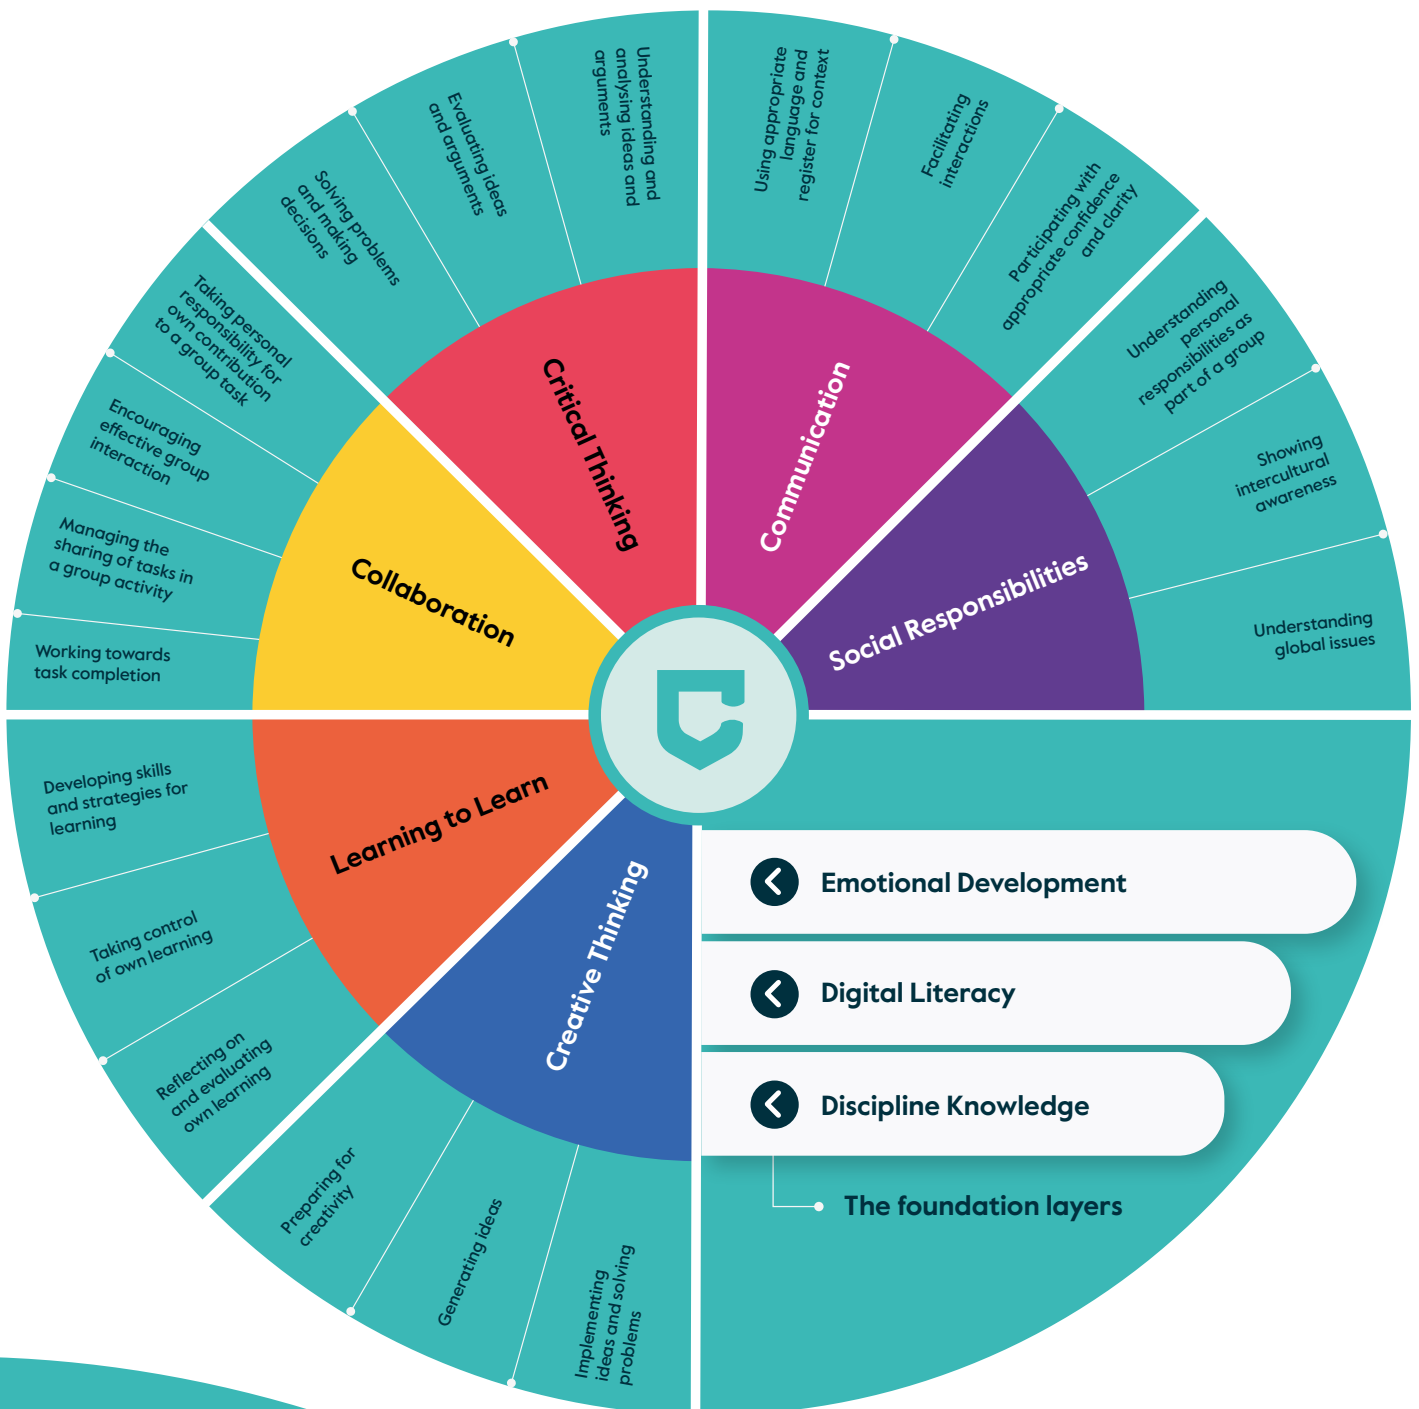 Critical Thinking
Understanding and
analysing ideas and
arguments
Evaluating ideas
and arguments
Solving problems
and making
decisions
Communication
Using appropriate
language and
register for context
Facilitating
interactions
Participating with
appropriate confidence
and clarity
Social Responsibilities
Understanding
personal
responsibilities as
part of a group
Showing
intercultural
awareness
Understanding
global issues
Collaboration
Taking personal
responsibility for
own contribution
to a group task
Encouraging
effective group
interaction
Managing the
sharing of tasks in
a group activity
Working towards
task completion
Learning to Learn
Developing skills
and strategies for
learning
Taking control
of own learning
Reflecting on
and evaluating
own learning
Creative Thinking
Preparing for
creativity
Generating ideas
Implementing
ideas and solving
problems
Emotional Development
Digital Literacy
Discipline Knowledge
The foundation layers